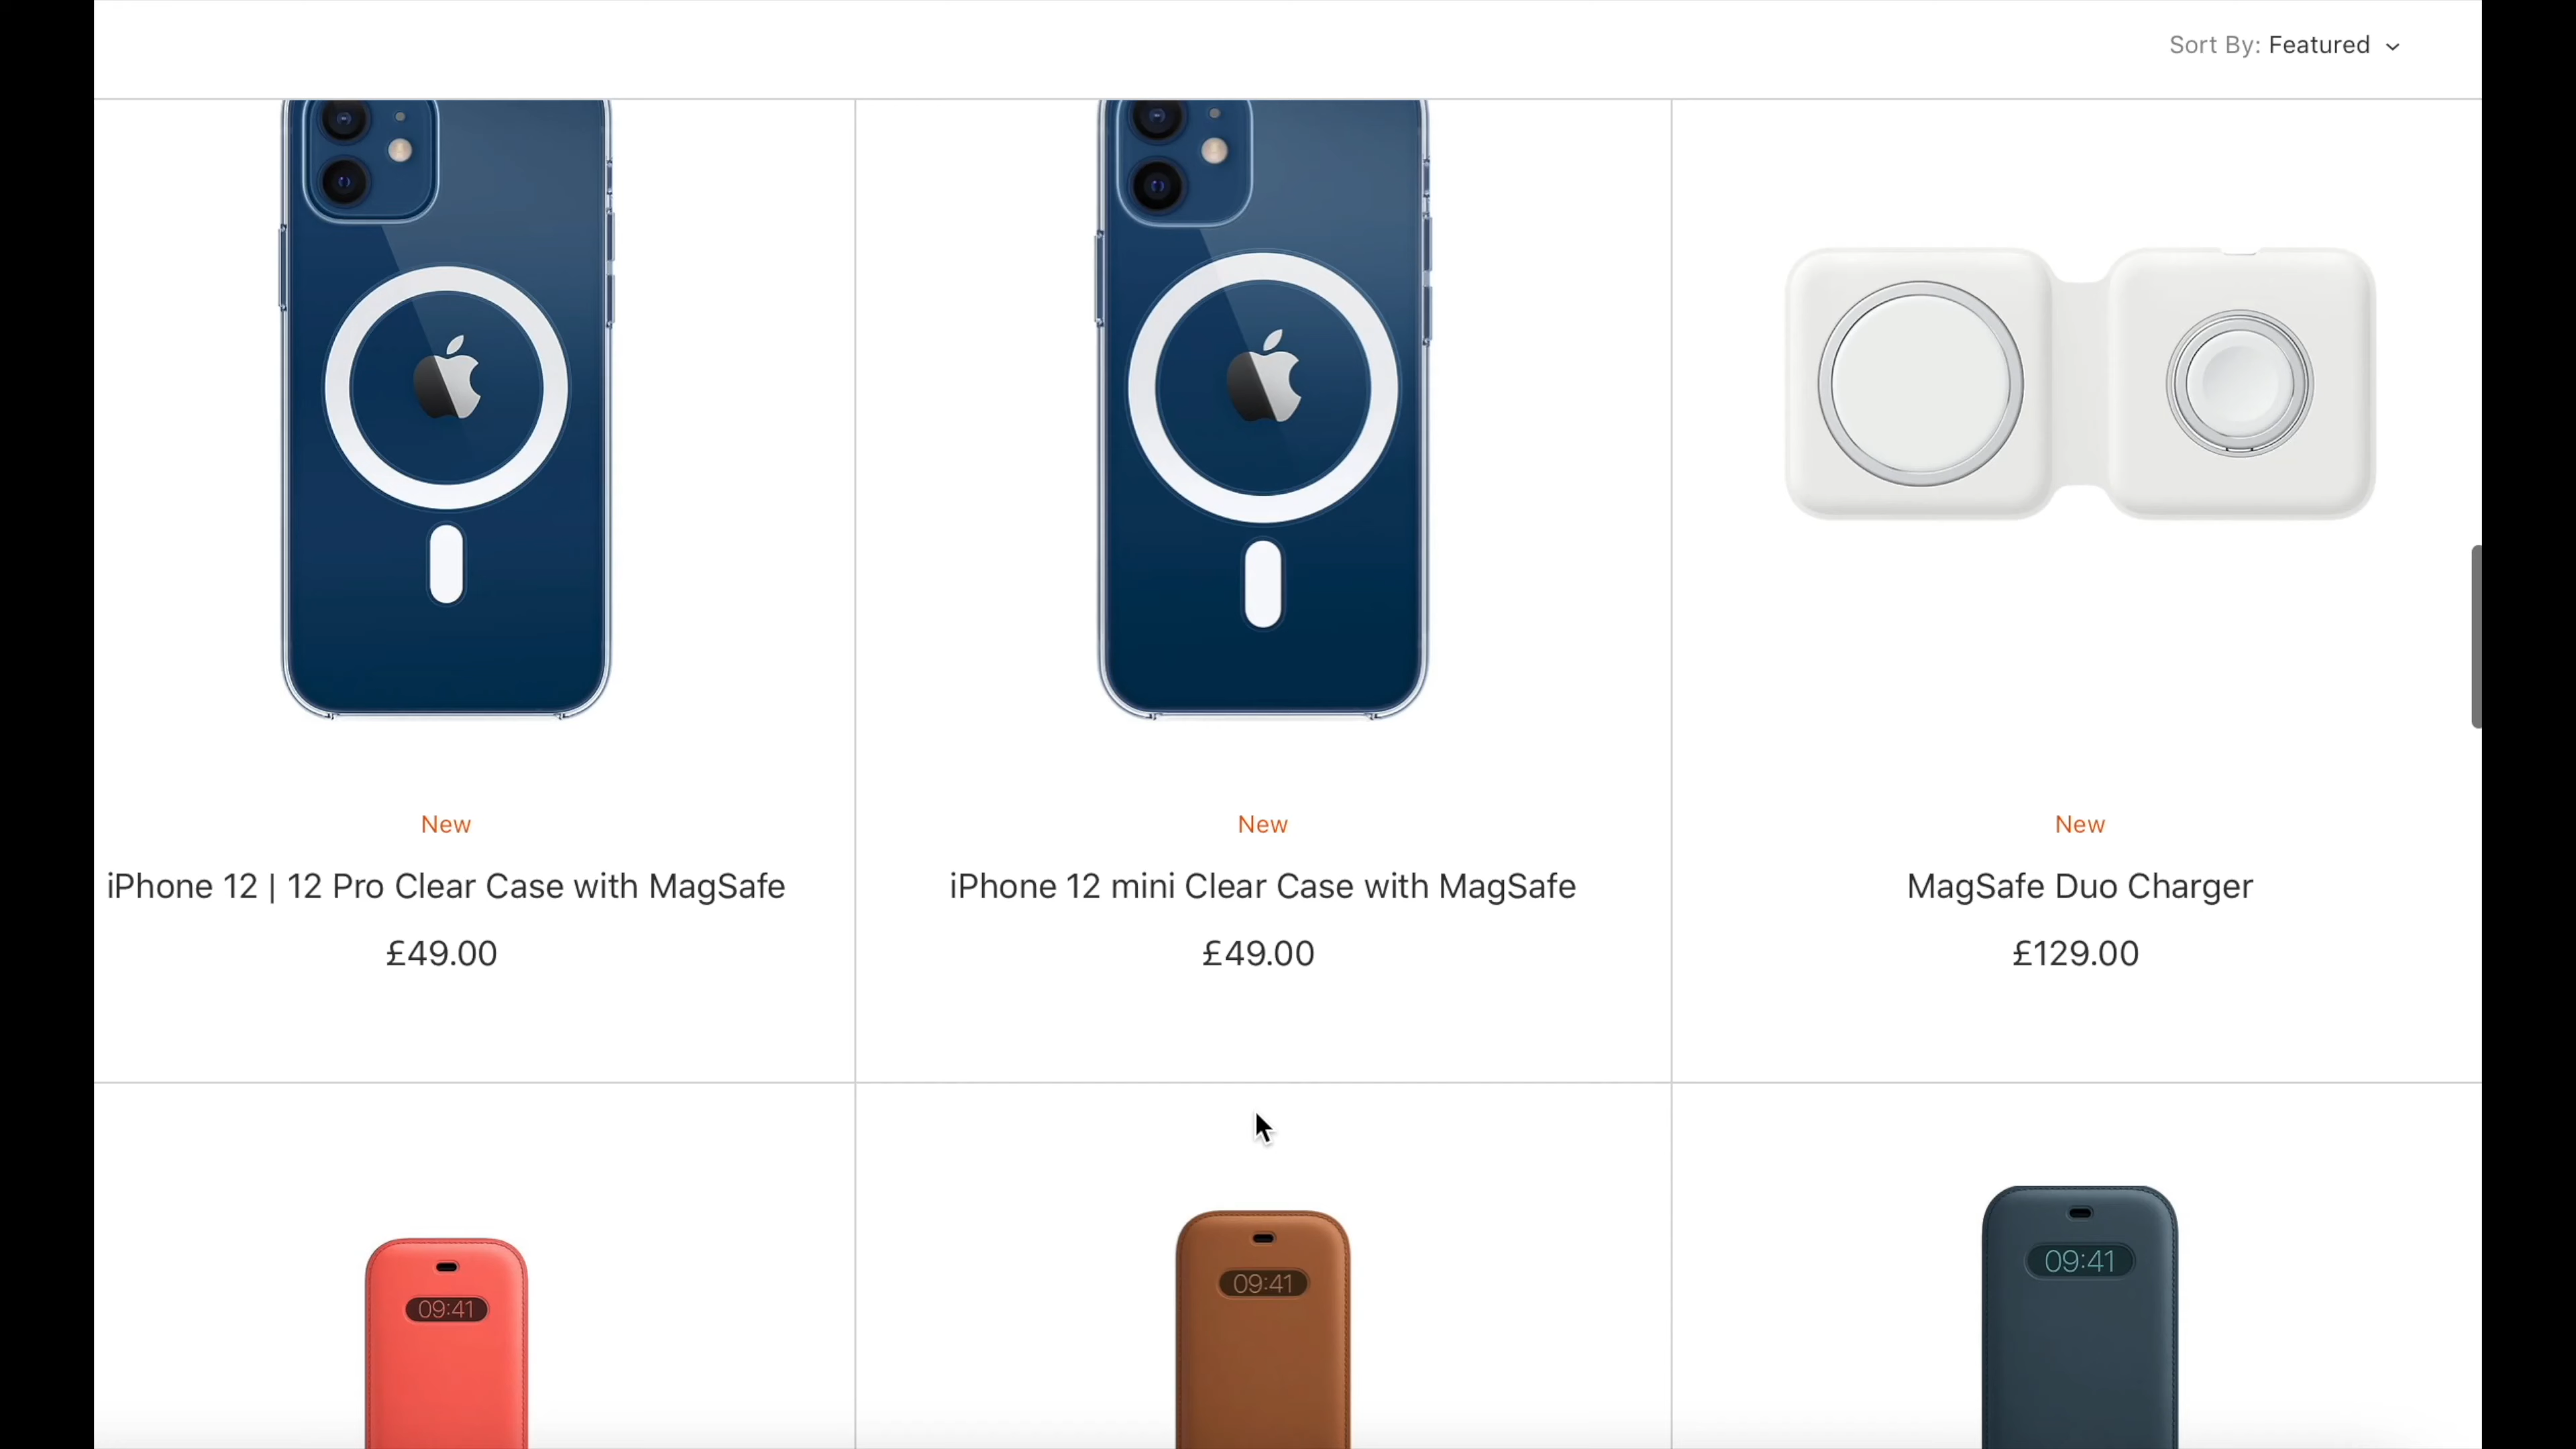 Sort By: Featured
New
iPhone 12 | 12 Pro Clear Case with MagSafe
£49.00
New
iPhone 12 mini Clear Case with MagSafe
£49.00
New
MagSafe Duo Charger
£129.00
09:41
09:41
09:41